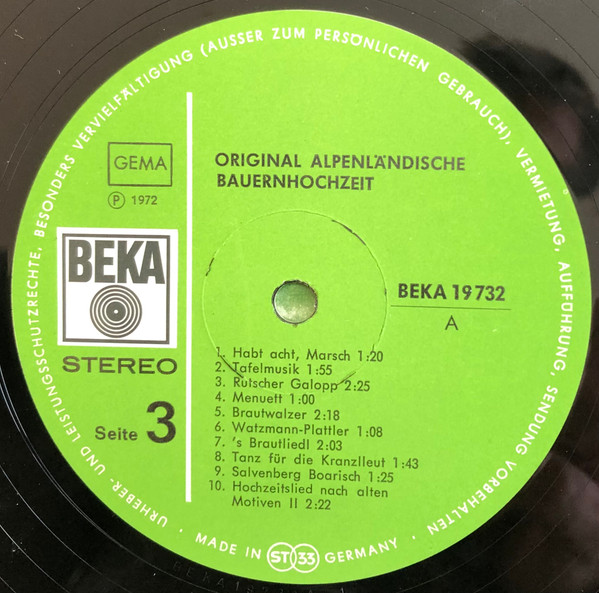 URHEBER- UND LEISTUNGSSCHUTZRECHTE, BESONDERS VERVIELFÄLTIGUNG (AUSSER ZUM PERSÖNLICHEN GEBRAUCH), VERMIETUNG, AUFFÜHRUNG, SENDUNG VORBEHALTEN
GEMA
Ⓟ 1972
ORIGINAL ALPENLÄNDISCHE
BAUERNHOCHZEIT
BEKA
STEREO
Seite 3
BEKA 19 732
A
1. Habt acht, Marsch 1:20
2. Tafelmusik 1:55
3. Rutscher Galopp 2:25
4. Menuett 1:00
5. Brautwalzer 2:18
6. Watzmann-Plattler 1:08
7. 's Brautliedl 2:03
8. Tanz für die Kranzlleut 1:43
9. Salvenberg Boarisch 1:25
10. Hochzeitslied nach alten
Motiven II 2:22
• MADE IN ST 33 GERMANY •